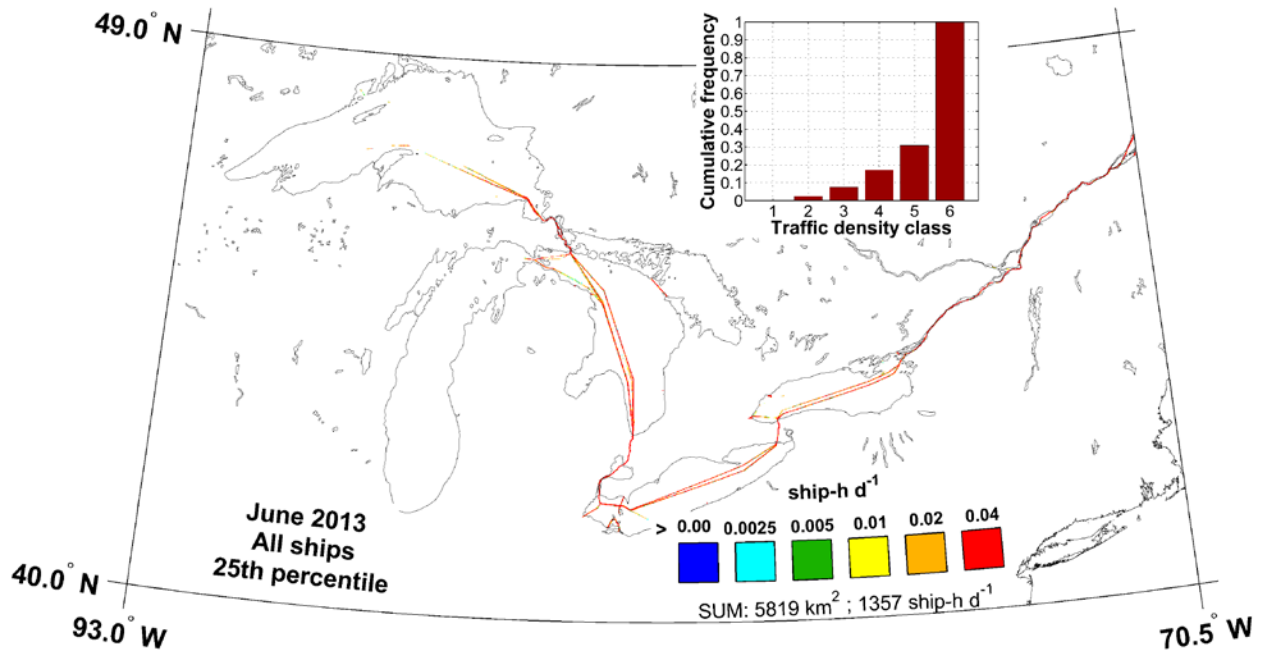 49.0° N
1
0.9
0.8
0.7
0.6
0.5
0.4
0.3
0.2
0.1
0
Cumulative frequency
1 2 3 4 5 6
Traffic density class
ship-h d⁻¹
> 0.00 0.0025 0.005 0.01 0.02 0.04
SUM: 5819 km² ; 1357 ship-h d⁻¹
June 2013
All ships
25th percentile
40.0° N
93.0° W
70.5° W